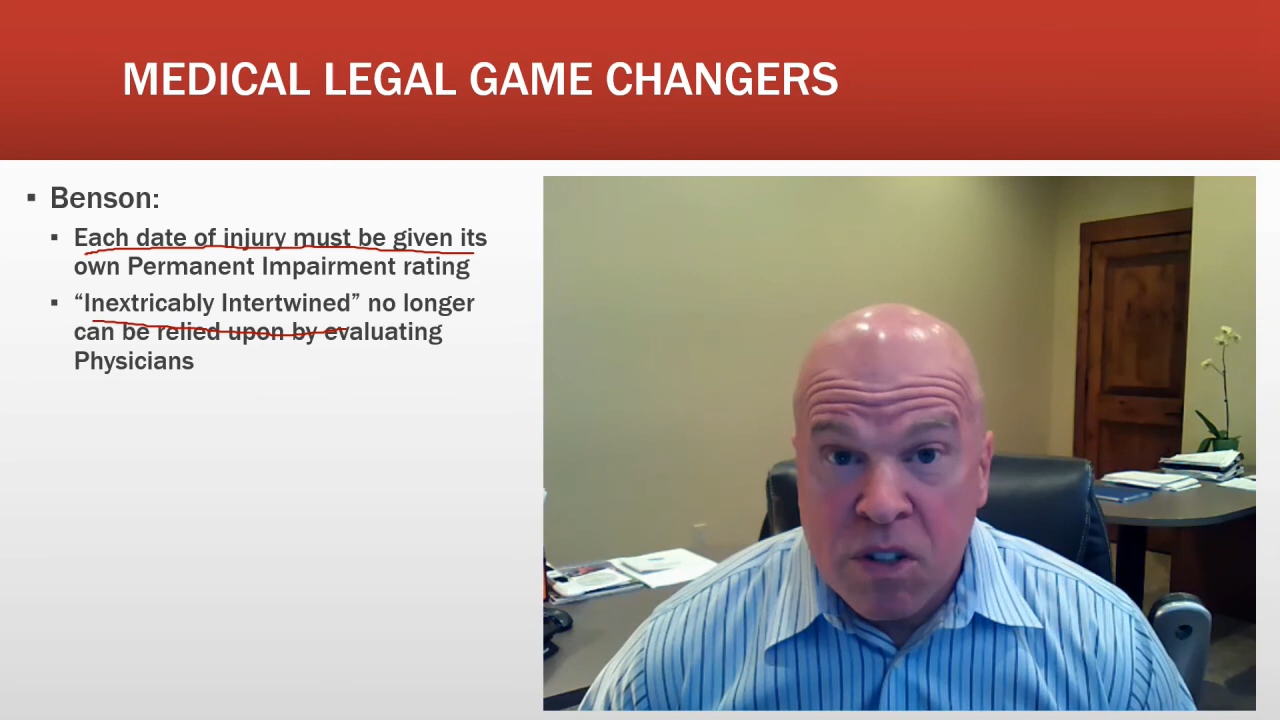 MEDICAL LEGAL GAME CHANGERS
▪ Benson:
▪ Each date of injury must be given its
own Permanent Impairment rating
▪ “Inextricably Intertwined” no longer
can be relied upon by evaluating
Physicians